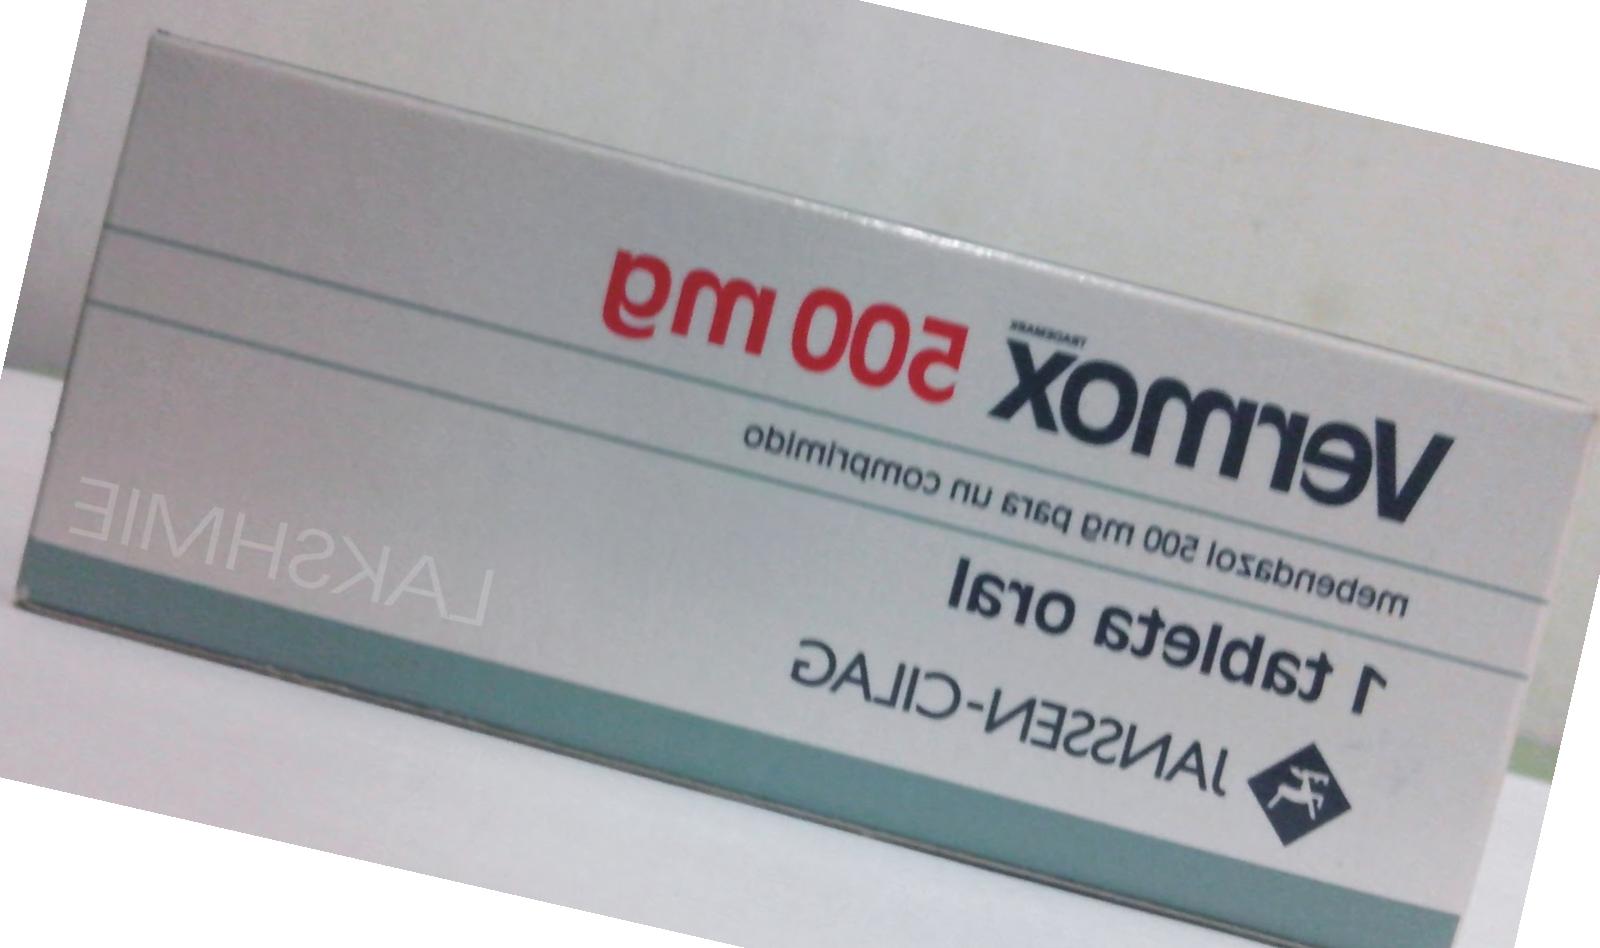 Vermox 500 mg
TRADEMARK
mebendazol 500 mg para un comprimido
1 tableta oral
JANSSEN-CILAG
LAKSHMIE